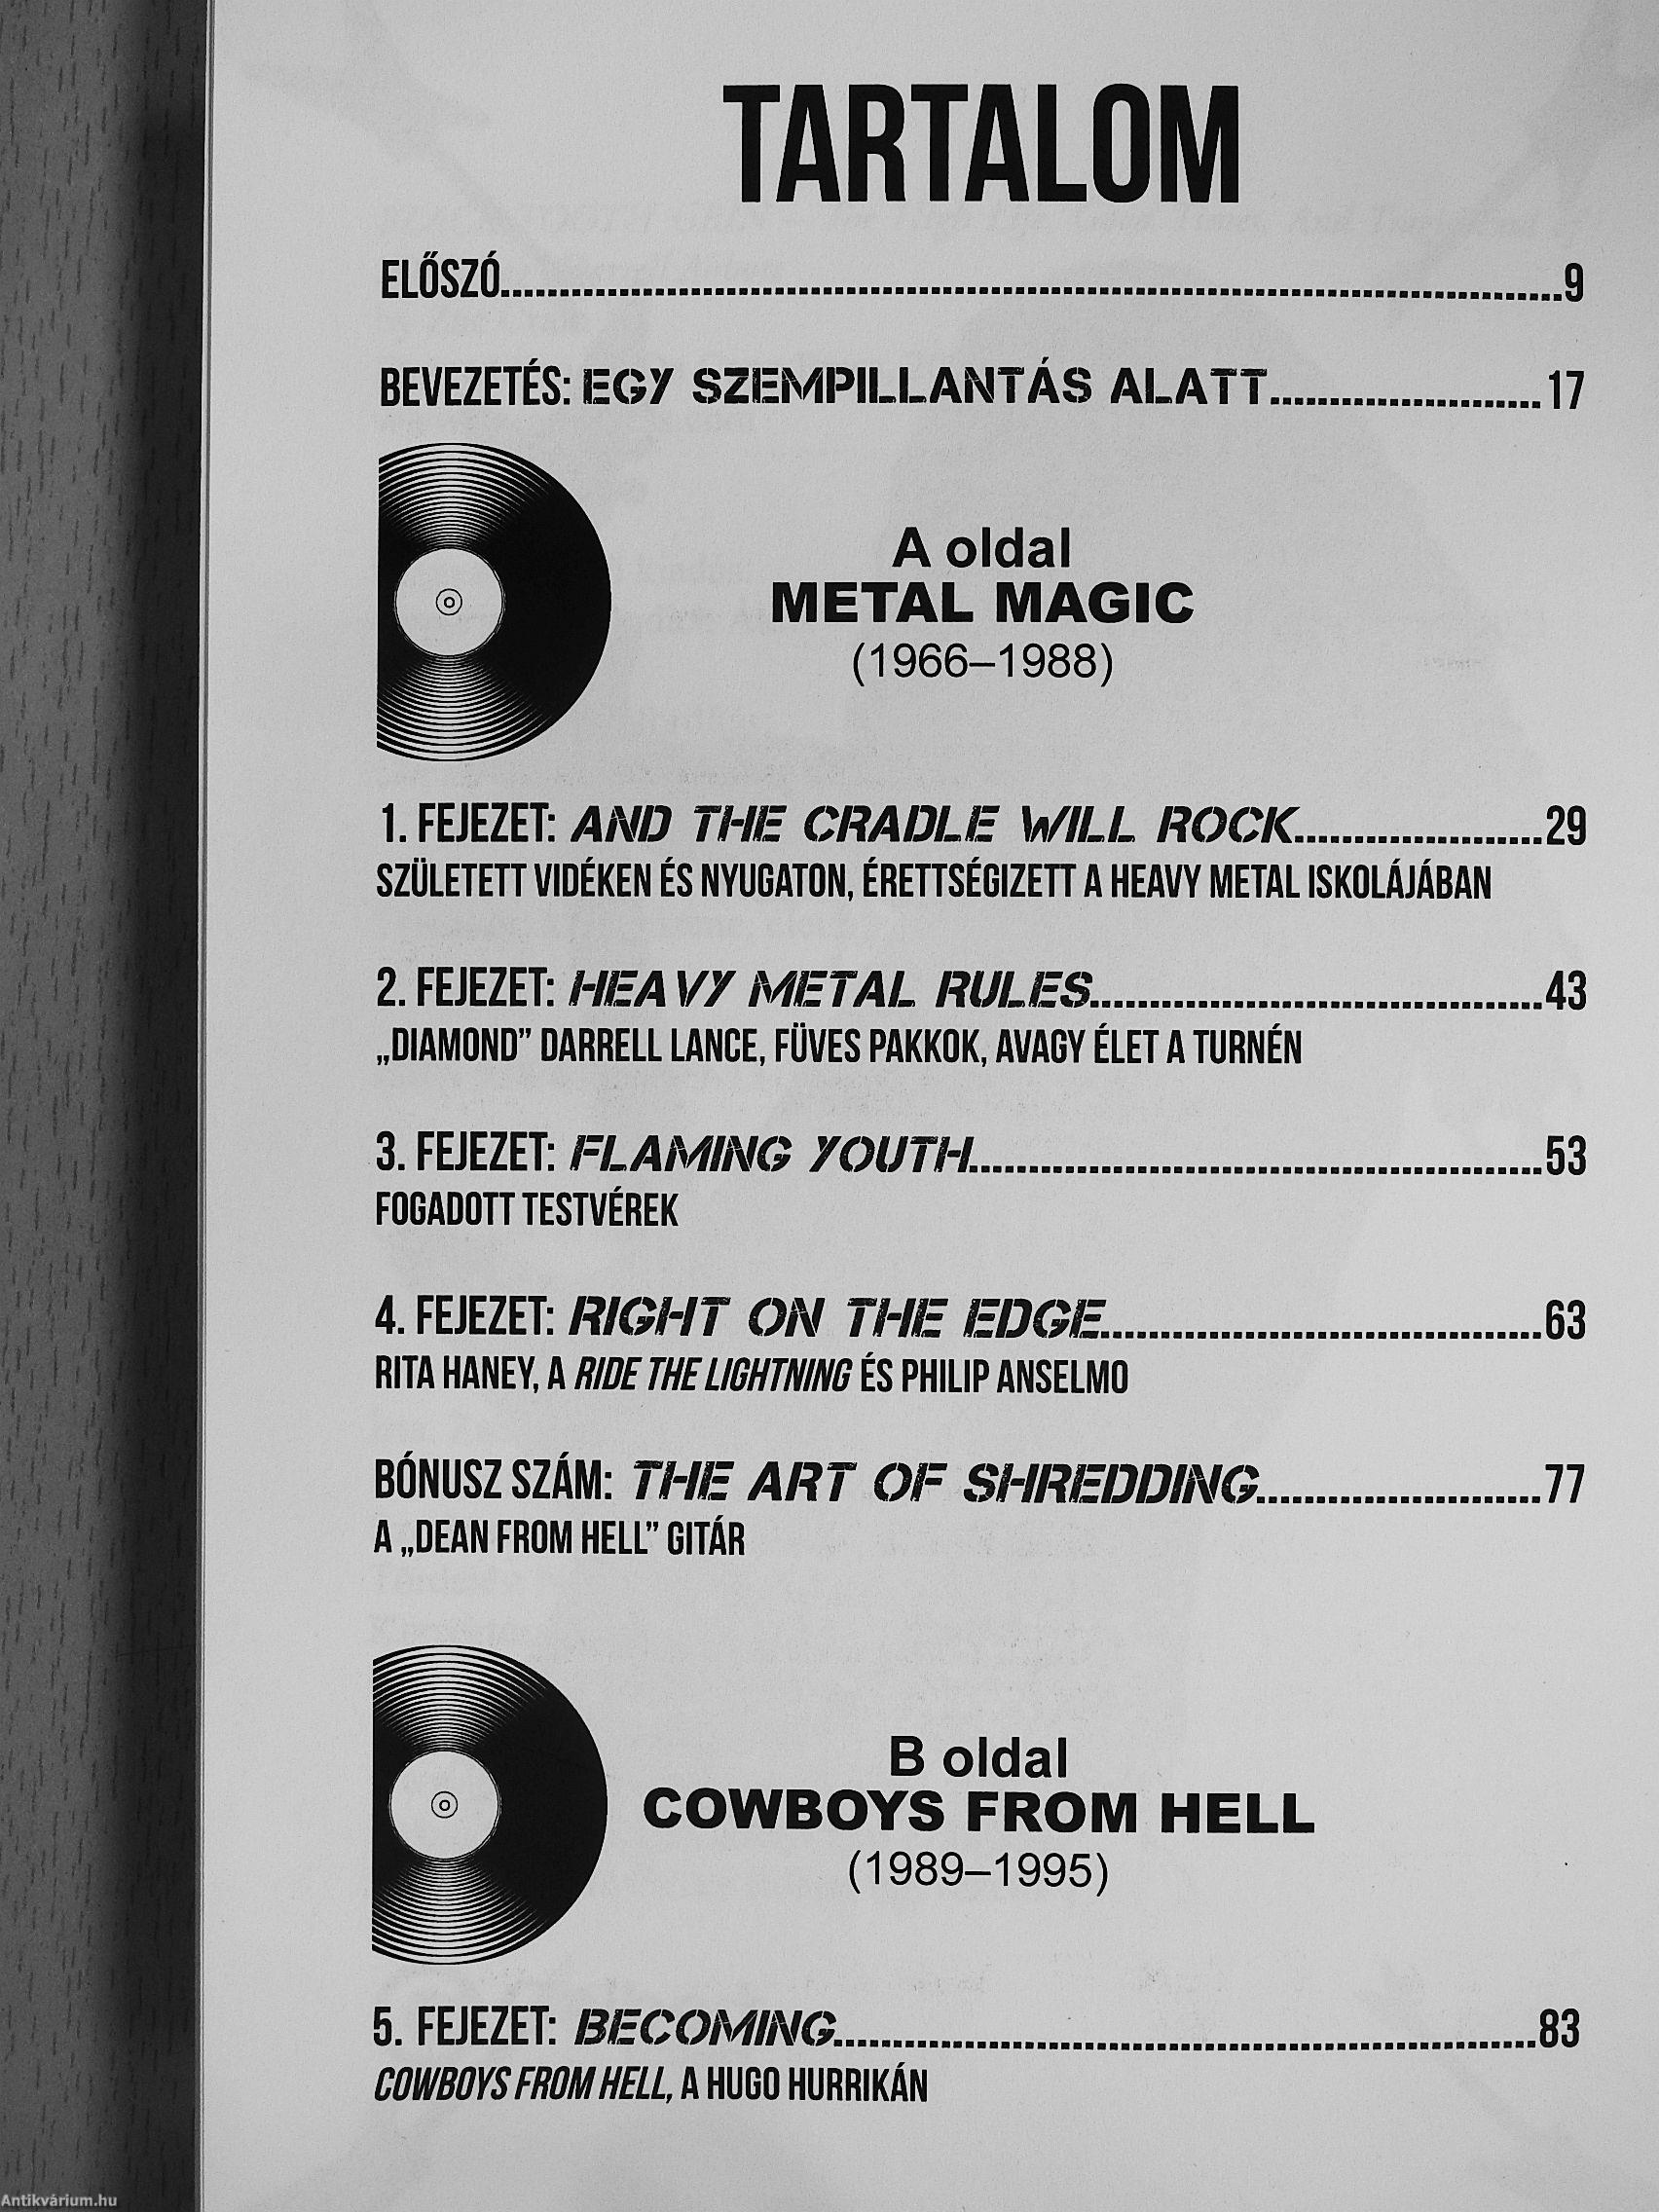 TARTALOM
ELŐSZÓ........................................9
BEVEZETÉS: EGY SZEMPILLANTÁS ALATT........................17
A oldal
METAL MAGIC
(1966–1988)
1. FEJEZET: AND THE CRADLE WILL ROCK.....................29
SZÜLETETT VIDÉKEN ÉS NYUGATON, ÉRETTSÉGIZETT A HEAVY METAL ISKOLÁJÁBAN
2. FEJEZET: HEAVY METAL RULES........................43
„DIAMOND” DARRELL LANCE, FÜVES PAKKOK, AVAGY ÉLET A TURNÉN
3. FEJEZET: FLAMING YOUTH........................53
FOGADOTT TESTVÉREK
4. FEJEZET: RIGHT ON THE EDGE........................63
RITA HANEY, A RIDE THE LIGHTNING ÉS PHILIP ANSELMO
BÓNUSZ SZÁM: THE ART OF SHREDDING........................77
A „DEAN FROM HELL” GITÁR
B oldal
COWBOYS FROM HELL
(1989–1995)
5. FEJEZET: BECOMING........................83
COWBOYS FROM HELL, A HUGO HURRIKÁN
Antikvárium.hu